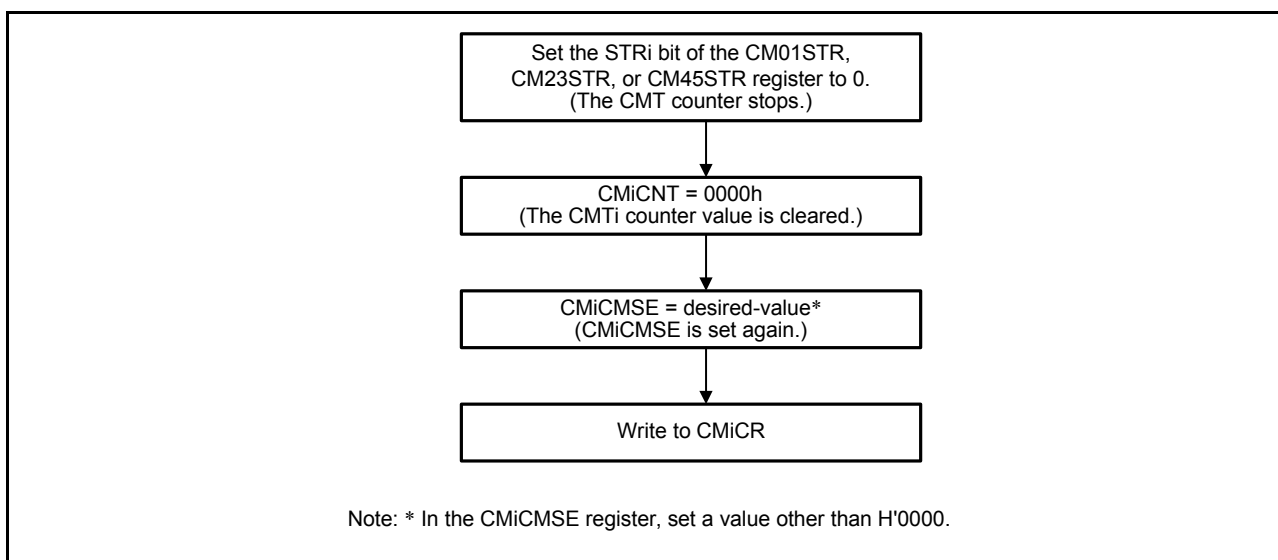 Set the STRi bit of the CM01STR,
CM23STR, or CM45STR register to 0.
(The CMT counter stops.)
CMiCNT = 0000h
(The CMTi counter value is cleared.)
CMiCMSE = desired-value*
(CMiCMSE is set again.)
Write to CMiCR
Note: * In the CMiCMSE register, set a value other than H'0000.